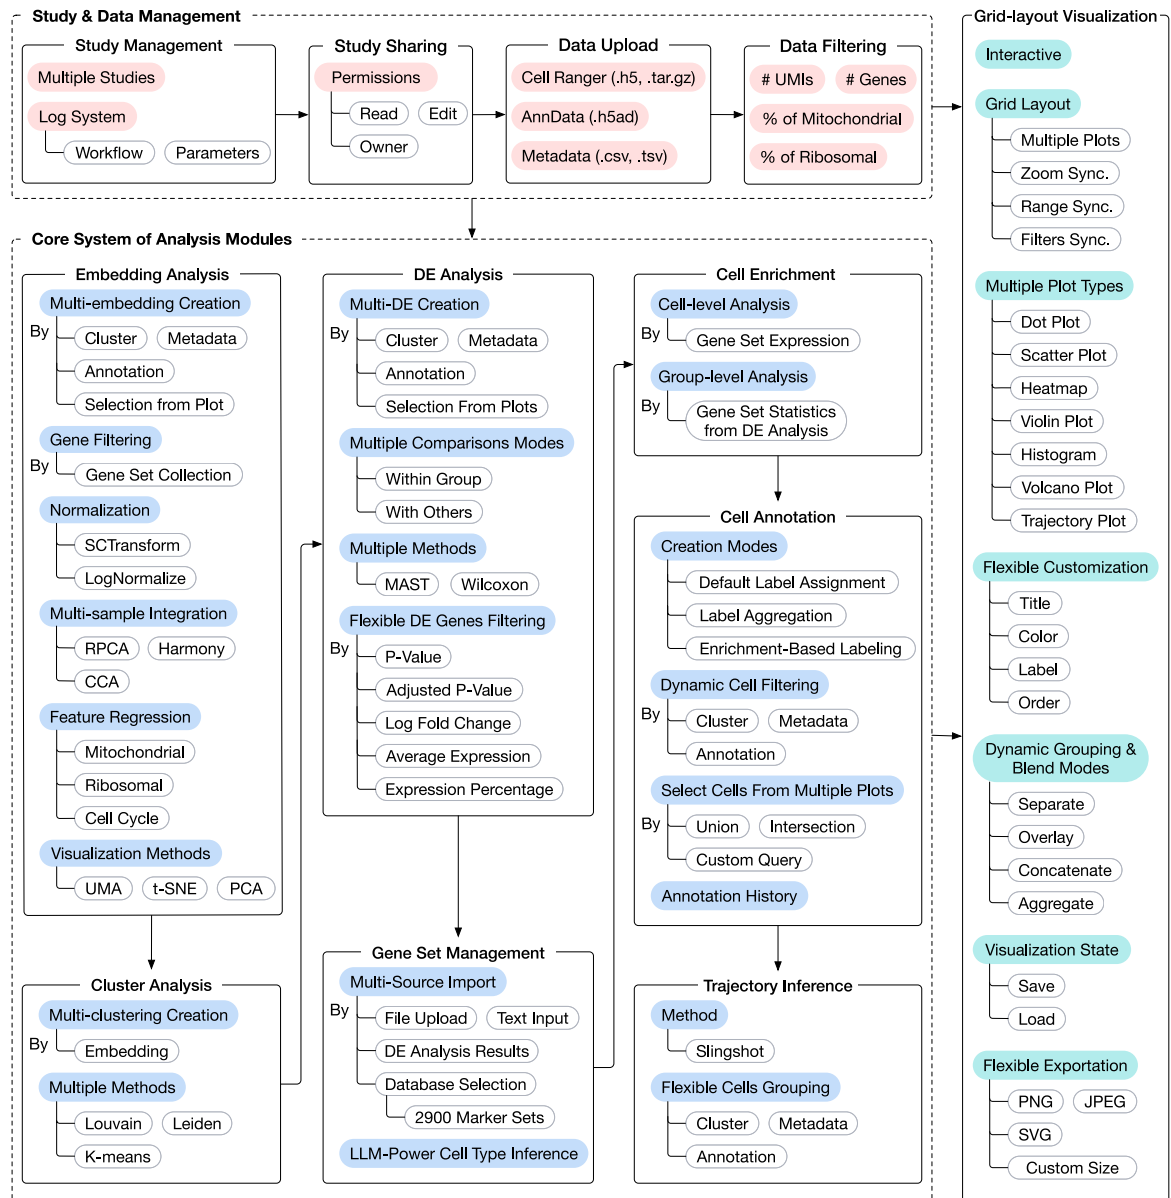 Study & Data Management
Study Management
Multiple Studies
Log System
Workflow
Parameters
Study Sharing
Permissions
Read
Edit
Owner
Data Upload
Cell Ranger (.h5, .tar.gz)
AnnData (.h5ad)
Metadata (.csv, .tsv)
Data Filtering
# UMIs
# Genes
% of Mitochondrial
% of Ribosomal
Core System of Analysis Modules
Embedding Analysis
Multi-embedding Creation
By
Cluster
Metadata
Annotation
Selection from Plot
Gene Filtering
By
Gene Set Collection
Normalization
SCTransform
LogNormalize
Multi-sample Integration
RPCA
Harmony
CCA
Feature Regression
Mitochondrial
Ribosomal
Cell Cycle
Visualization Methods
UMA
t-SNE
PCA
Cluster Analysis
Multi-clustering Creation
By
Embedding
Multiple Methods
Louvain
Leiden
K-means
DE Analysis
Multi-DE Creation
By
Cluster
Metadata
Annotation
Selection From Plots
Multiple Comparisons Modes
Within Group
With Others
Multiple Methods
MAST
Wilcoxon
Flexible DE Genes Filtering
By
P-Value
Adjusted P-Value
Log Fold Change
Average Expression
Expression Percentage
Gene Set Management
Multi-Source Import
By
File Upload
Text Input
DE Analysis Results
Database Selection
2900 Marker Sets
LLM-Power Cell Type Inference
Cell Enrichment
Cell-level Analysis
By
Gene Set Expression
Group-level Analysis
By
Gene Set Statistics
from DE Analysis
Cell Annotation
Creation Modes
Default Label Assignment
Label Aggregation
Enrichment-Based Labeling
Dynamic Cell Filtering
By
Cluster
Metadata
Annotation
Select Cells From Multiple Plots
By
Union
Intersection
Custom Query
Annotation History
Trajectory Inference
Method
Slingshot
Flexible Cells Grouping
Cluster
Metadata
Annotation
Grid-layout Visualization
Interactive
Grid Layout
Multiple Plots
Zoom Sync.
Range Sync.
Filters Sync.
Multiple Plot Types
Dot Plot
Scatter Plot
Heatmap
Violin Plot
Histogram
Volcano Plot
Trajectory Plot
Flexible Customization
Title
Color
Label
Order
Dynamic Grouping &
Blend Modes
Separate
Overlay
Concatenate
Aggregate
Visualization State
Save
Load
Flexible Exportation
PNG
JPEG
SVG
Custom Size